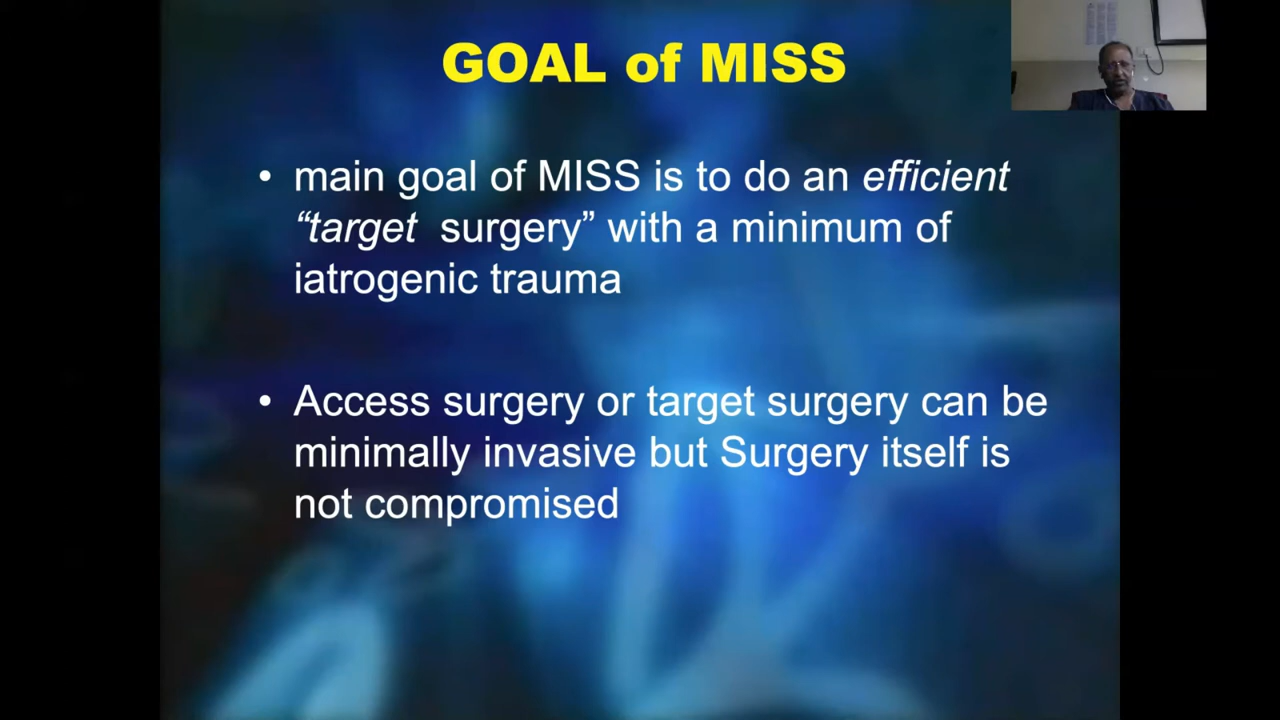 GOAL of MISS
• main goal of MISS is to do an efficient
“target surgery” with a minimum of
iatrogenic trauma
• Access surgery or target surgery can be
minimally invasive but Surgery itself is
not compromised